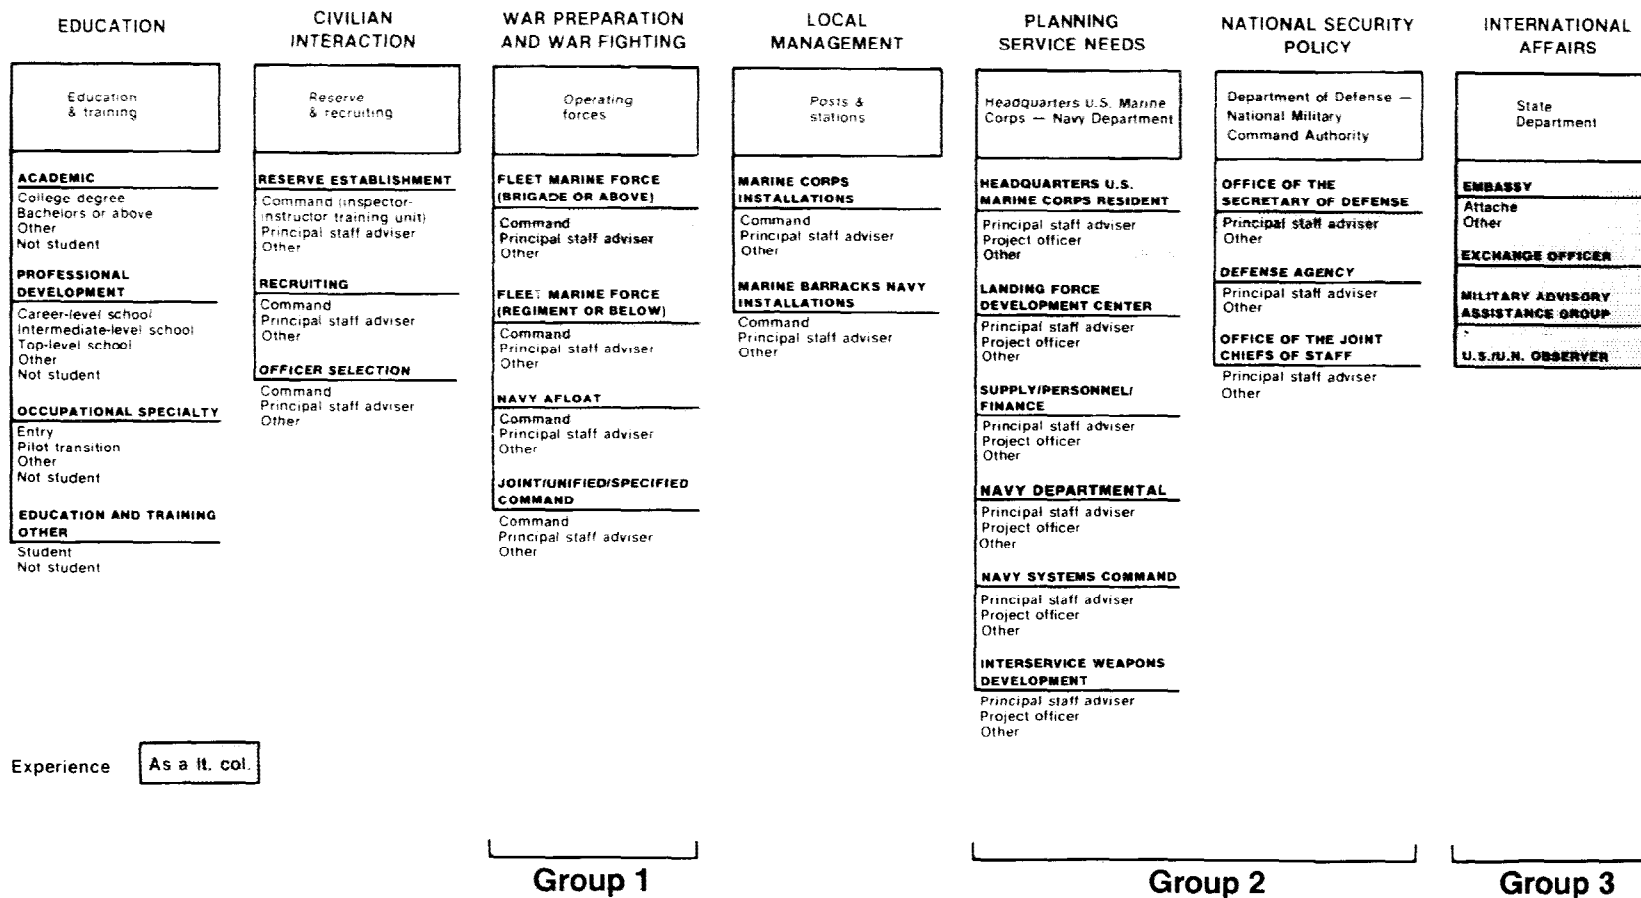 EDUCATION
Education
& training
ACADEMIC
College degree
Bachelors or above
Other
Not student
PROFESSIONAL
DEVELOPMENT
Career-level school
Intermediate-level school
Top-level school
Other
Not student
OCCUPATIONAL SPECIALTY
Entry
Pilot transition
Other
Not student
EDUCATION AND TRAINING
OTHER
Student
Not student
CIVILIAN
INTERACTION
Reserve
& recruiting
RESERVE ESTABLISHMENT
Command (inspector-
instructor training unit)
Principal staff adviser
Other
RECRUITING
Command
Principal staff adviser
Other
OFFICER SELECTION
Command
Principal staff adviser
Other
WAR PREPARATION
AND WAR FIGHTING
Operating
forces
FLEET MARINE FORCE
(BRIGADE OR ABOVE)
Command
Principal staff adviser
Other
FLEET MARINE FORCE
(REGIMENT OR BELOW)
Command
Principal staff adviser
Other
NAVY AFLOAT
Command
Principal staff adviser
Other
JOINT/UNIFIED/SPECIFIED
COMMAND
Command
Principal staff adviser
Other
LOCAL
MANAGEMENT
Posts &
stations
MARINE CORPS
INSTALLATIONS
Command
Principal staff adviser
Other
MARINE BARRACKS NAVY
INSTALLATIONS
Command
Principal staff adviser
Other
PLANNING
SERVICE NEEDS
Headquarters U.S. Marine
Corps — Navy Department
HEADQUARTERS U.S.
MARINE CORPS RESIDENT
Principal staff adviser
Project officer
Other
LANDING FORCE
DEVELOPMENT CENTER
Principal staff adviser
Project officer
Other
SUPPLY/PERSONNEL/
FINANCE
Principal staff adviser
Project officer
Other
NAVY DEPARTMENTAL
Principal staff adviser
Project officer
Other
NAVY SYSTEMS COMMAND
Principal staff adviser
Project officer
Other
INTERSERVICE WEAPONS
DEVELOPMENT
Principal staff adviser
Project officer
Other
NATIONAL SECURITY
POLICY
Department of Defense —
National Military
Command Authority
OFFICE OF THE
SECRETARY OF DEFENSE
Principal staff adviser
Other
DEFENSE AGENCY
Principal staff adviser
Other
OFFICE OF THE JOINT
CHIEFS OF STAFF
Principal staff adviser
Other
INTERNATIONAL
AFFAIRS
State
Department
EMBASSY
Attache
Other
EXCHANGE OFFICER
MILITARY ADVISORY
ASSISTANCE GROUP
U.S./U.N. OBSERVER
Experience
As a lt. col.
Group 1
Group 2
Group 3